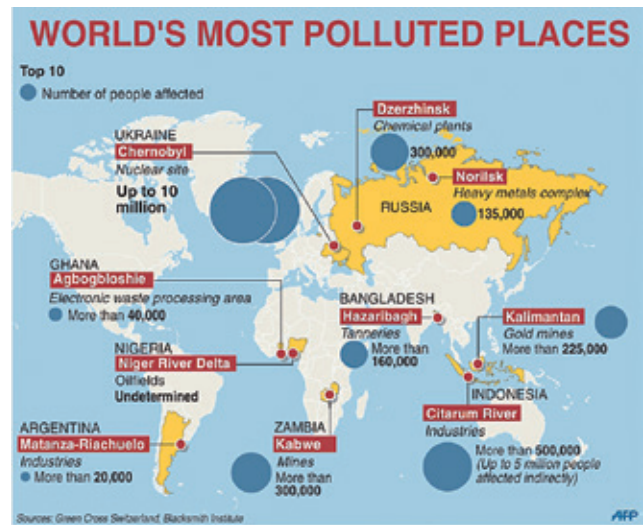 WORLD'S MOST POLLUTED PLACES
Top 10
Number of people affected
UKRAINE
Chernobyl
Nuclear site
Up to 10
million
Dzerzhinsk
Chemical plants
300,000
Norilsk
Heavy metals complex
135,000
RUSSIA
GHANA
Agbogbloshie
Electronic waste processing area
More than 40,000
NIGERIA
Niger River Delta
Oilfields
Undetermined
BANGLADESH
Hazaribagh
Tanneries
More than
160,000
Kalimantan
Gold mines
More than 225,000
INDONESIA
Citarum River
Industries
More than 500,000
(Up to 5 million people
affected indirectly)
ARGENTINA
Matanza-Riachuelo
Industries
More than 20,000
ZAMBIA
Kabwe
Mines
More than
300,000
Sources: Green Cross Switzerland, Blacksmith Institute
AFP